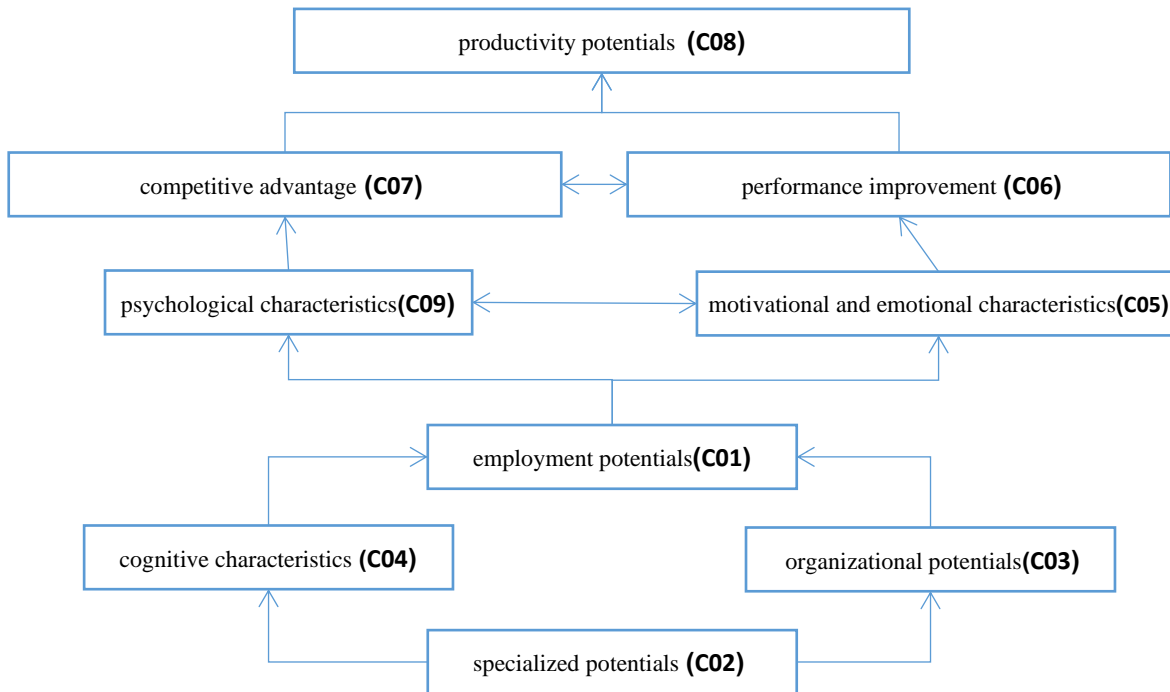 productivity potentials (C08)
competitive advantage (C07)
performance improvement (C06)
psychological characteristics(C09)
motivational and emotional characteristics(C05)
employment potentials(C01)
cognitive characteristics (C04)
organizational potentials(C03)
specialized potentials (C02)